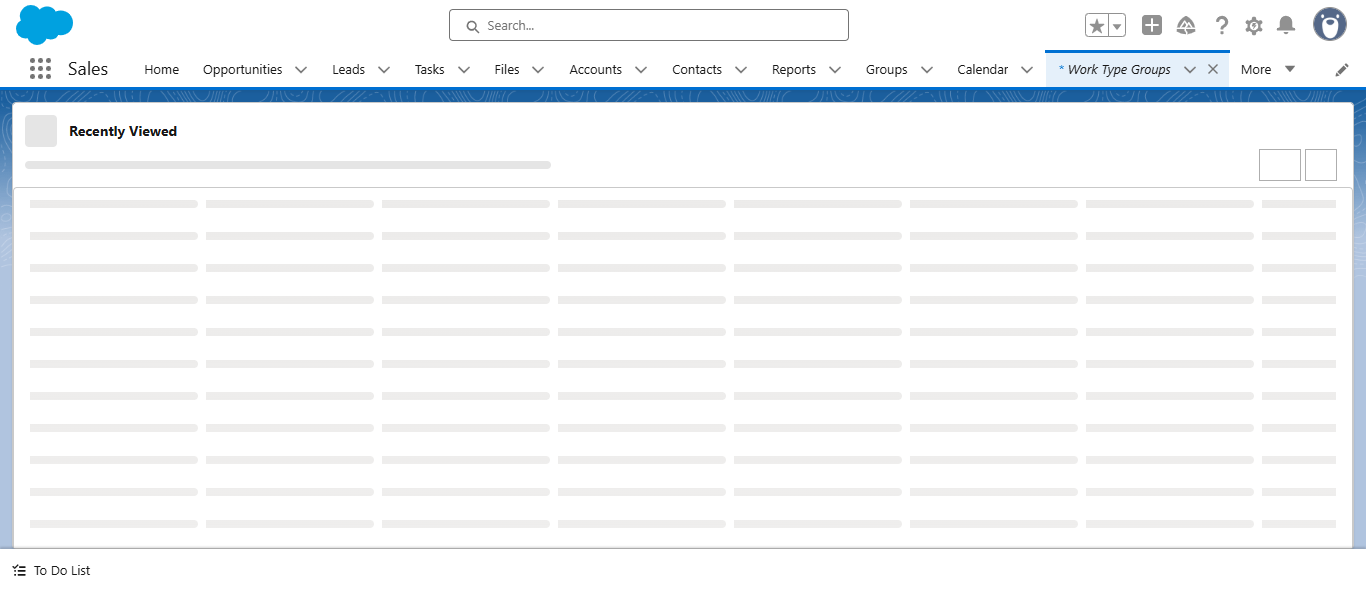 Search...
Sales
Home
Opportunities
Leads
Tasks
Files
Accounts
Contacts
Reports
Groups
Calendar
* Work Type Groups
More
Recently Viewed
To Do List